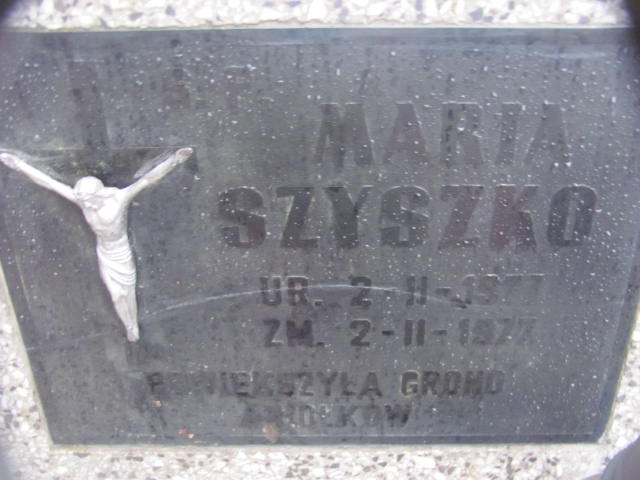 Ś. P.
MARIA
SZYSZKO
UR. 2-II-1977
ZM. 2-II-1977
POWIEKSZYŁA GRONO
ANIOŁKÓW